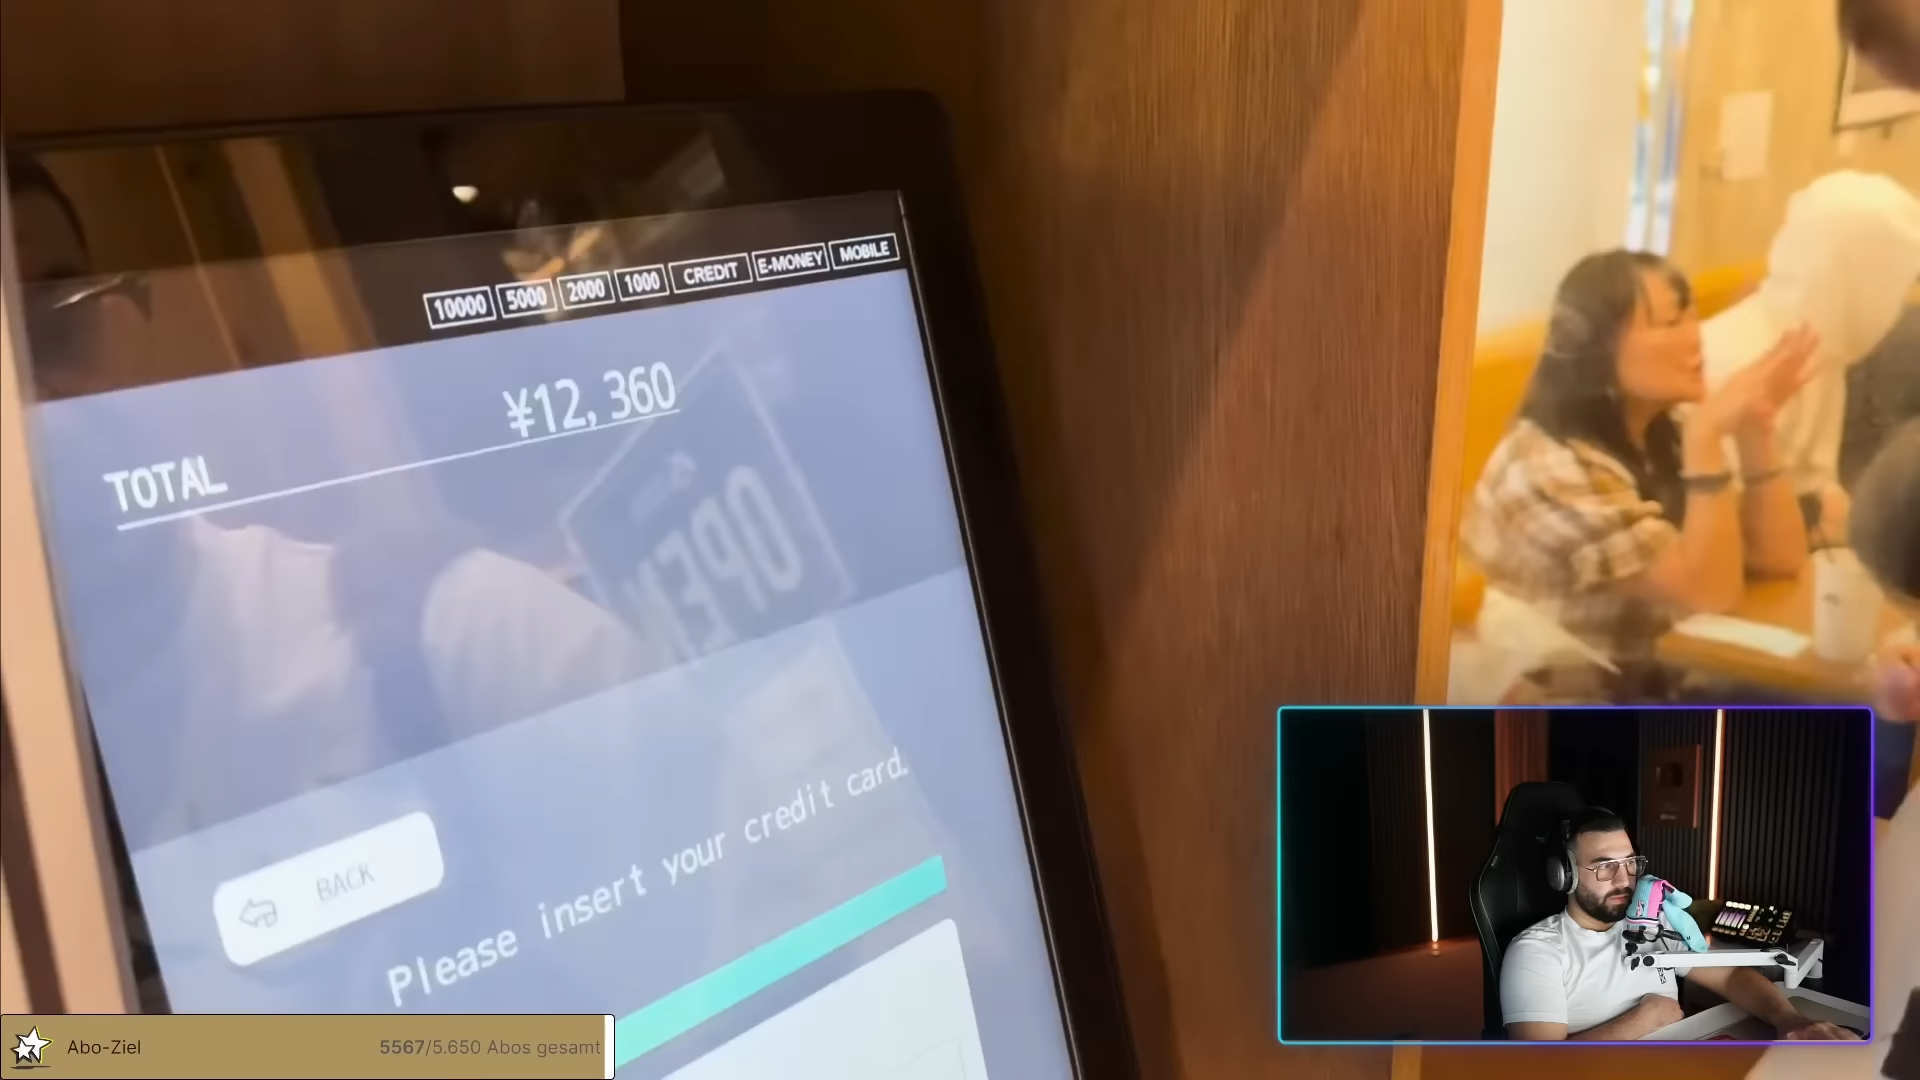 10000 5000 2000 1000 CREDIT E-MONEY MOBILE
¥12,360
TOTAL
OPEN
BACK
Please insert your credit card.
Abo-Ziel 5567/5.650 Abos gesamt